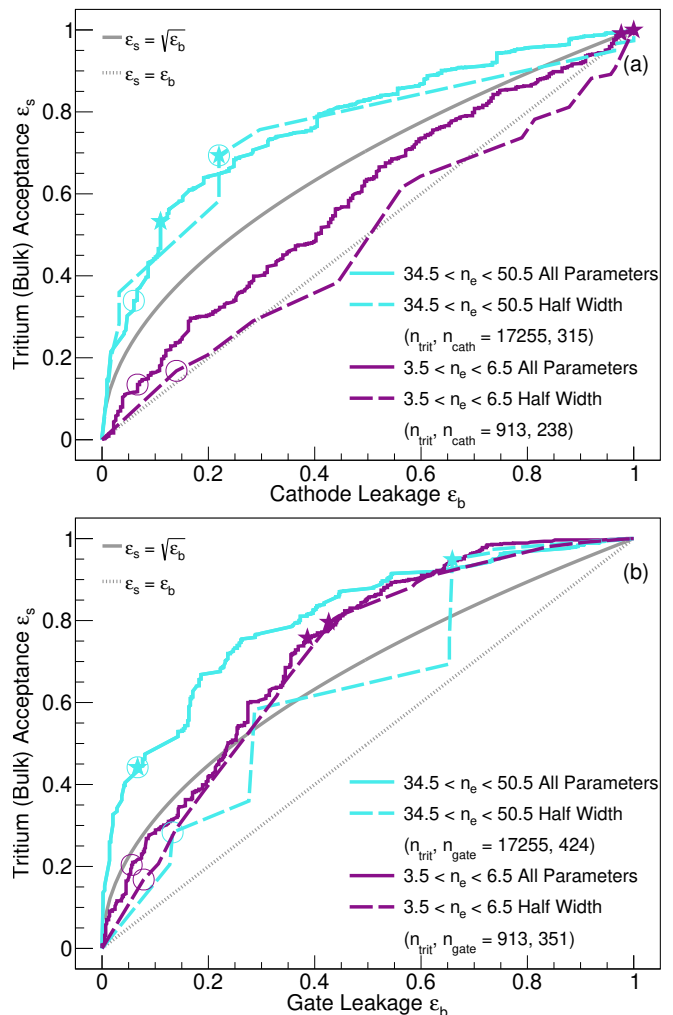 1
0.8
0.6
0.4
0.2
0
Tritium (Bulk) Acceptance εs
εs = √εb
εs = εb
(a)
34.5 < ne < 50.5 All Parameters
34.5 < ne < 50.5 Half Width
(ntrit, ncath = 17255, 315)
3.5 < ne < 6.5 All Parameters
3.5 < ne < 6.5 Half Width
(ntrit, ncath = 913, 238)
0 0.2 0.4 0.6 0.8 1
Cathode Leakage εb
1
0.8
0.6
0.4
0.2
0
Tritium (Bulk) Acceptance εs
εs = √εb
εs = εb
(b)
34.5 < ne < 50.5 All Parameters
34.5 < ne < 50.5 Half Width
(ntrit, ngate = 17255, 424)
3.5 < ne < 6.5 All Parameters
3.5 < ne < 6.5 Half Width
(ntrit, ngate = 913, 351)
0 0.2 0.4 0.6 0.8 1
Gate Leakage εb